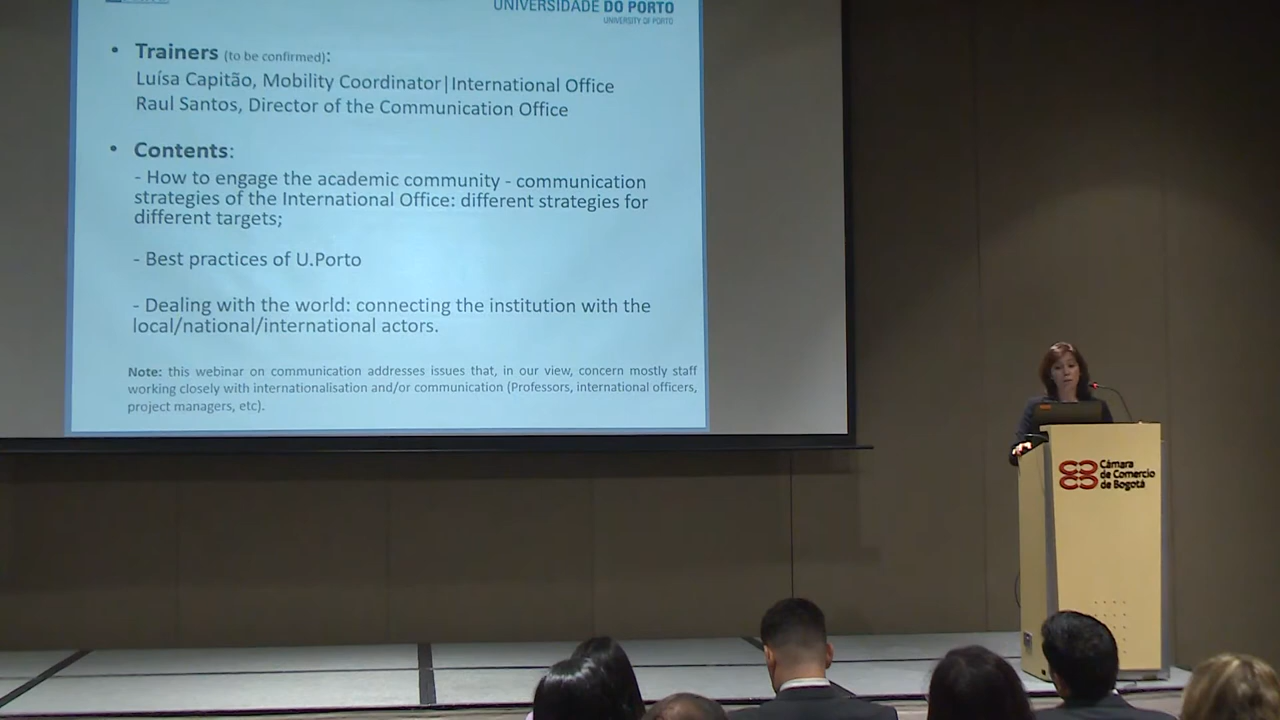 UNIVERSIDADE DO PORTO
UNIVERSITY OF PORTO
• Trainers (to be confirmed):
Luísa Capitão, Mobility Coordinator|International Office
Raul Santos, Director of the Communication Office
• Contents:
- How to engage the academic community - communication
strategies of the International Office: different strategies for
different targets;
- Best practices of U.Porto
- Dealing with the world: connecting the institution with the
local/national/international actors.
Note: this webinar on communication addresses issues that, in our view, concern mostly staff
working closely with internationalisation and/or communication (Professors, international officers,
project managers, etc).
Cámara
de Comercio
de Bogotá